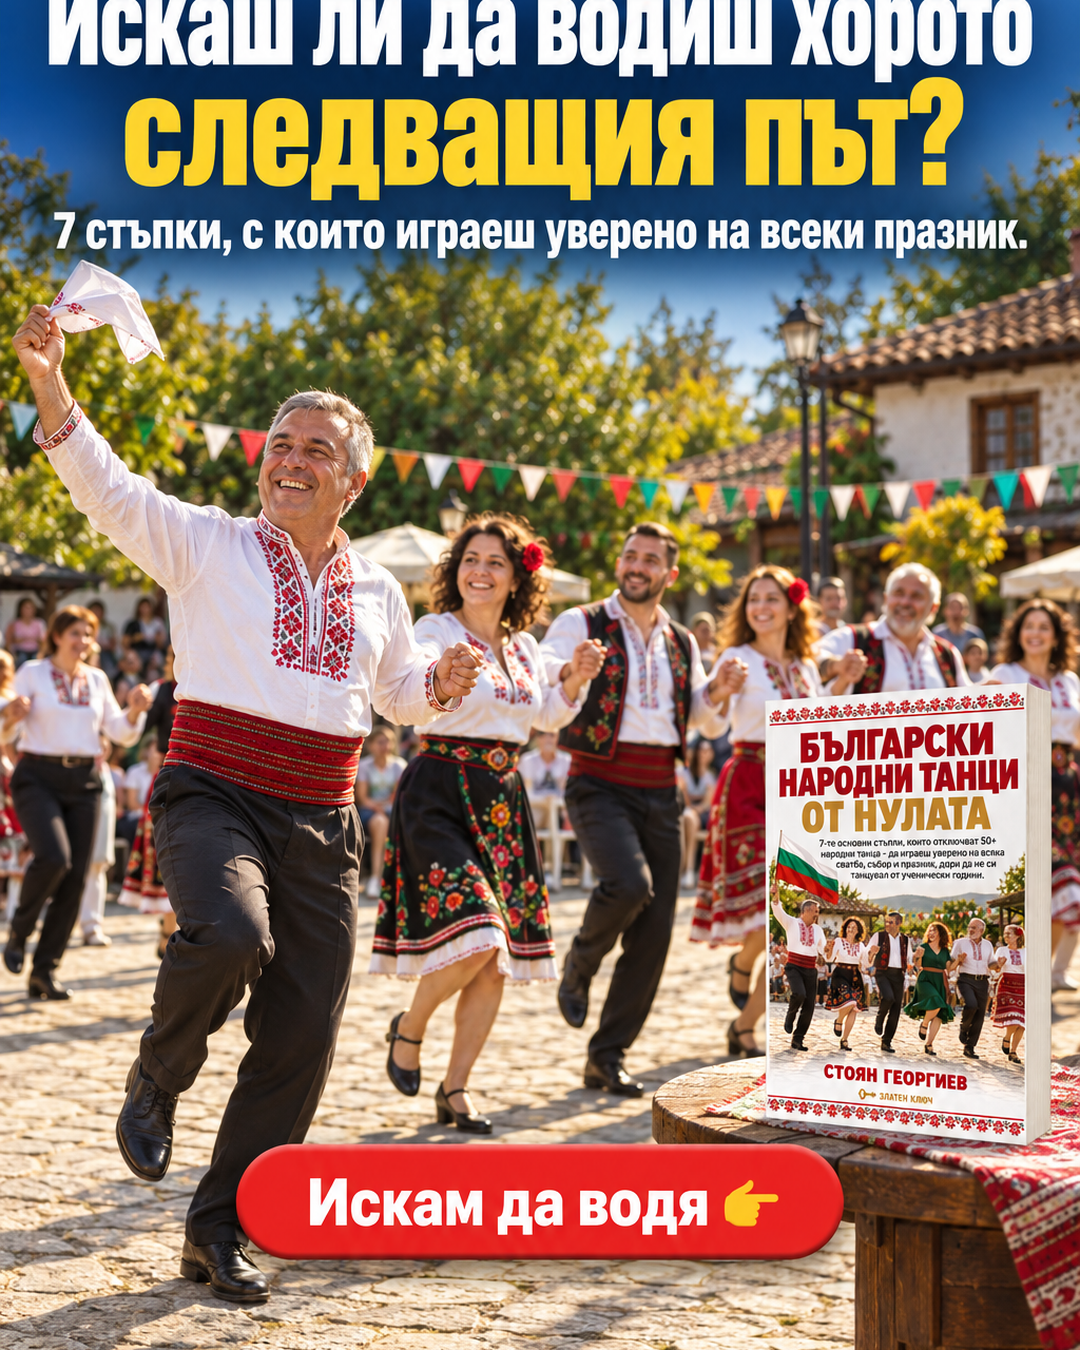 Искаш ли да водиш хорото
следващия път?
7 стъпки, с които играеш уверено на всеки празник.
БЪЛГАРСКИ
НАРОДНИ ТАНЦИ
ОТ НУЛАТА
7-те основни стъпки, които отключват 50+
народни танца – да играеш уверено на всяка
сватба, събор и празник, дори да не си
танцувал от ученически години.
СТОЯН ГЕОРГИЕВ
ЗЛАТЕН КЛЮЧ
Искам да водя 👉